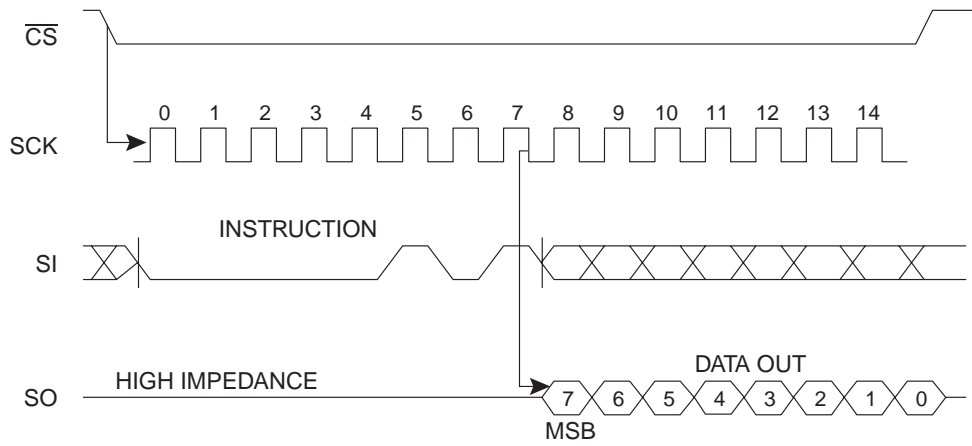 CS
0 1 2 3 4 5 6 7 8 9 10 11 12 13 14
SCK
INSTRUCTION
SI
DATA OUT
HIGH IMPEDANCE
SO
7 6 5 4 3 2 1 0
MSB